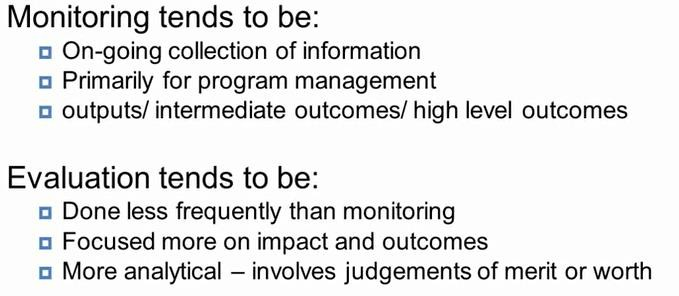 Monitoring tends to be:
On-going collection of information
Primarily for program management
outputs/ intermediate outcomes/ high level outcomes
Evaluation tends to be:
Done less frequently than monitoring
Focused more on impact and outcomes
More analytical – involves judgements of merit or worth